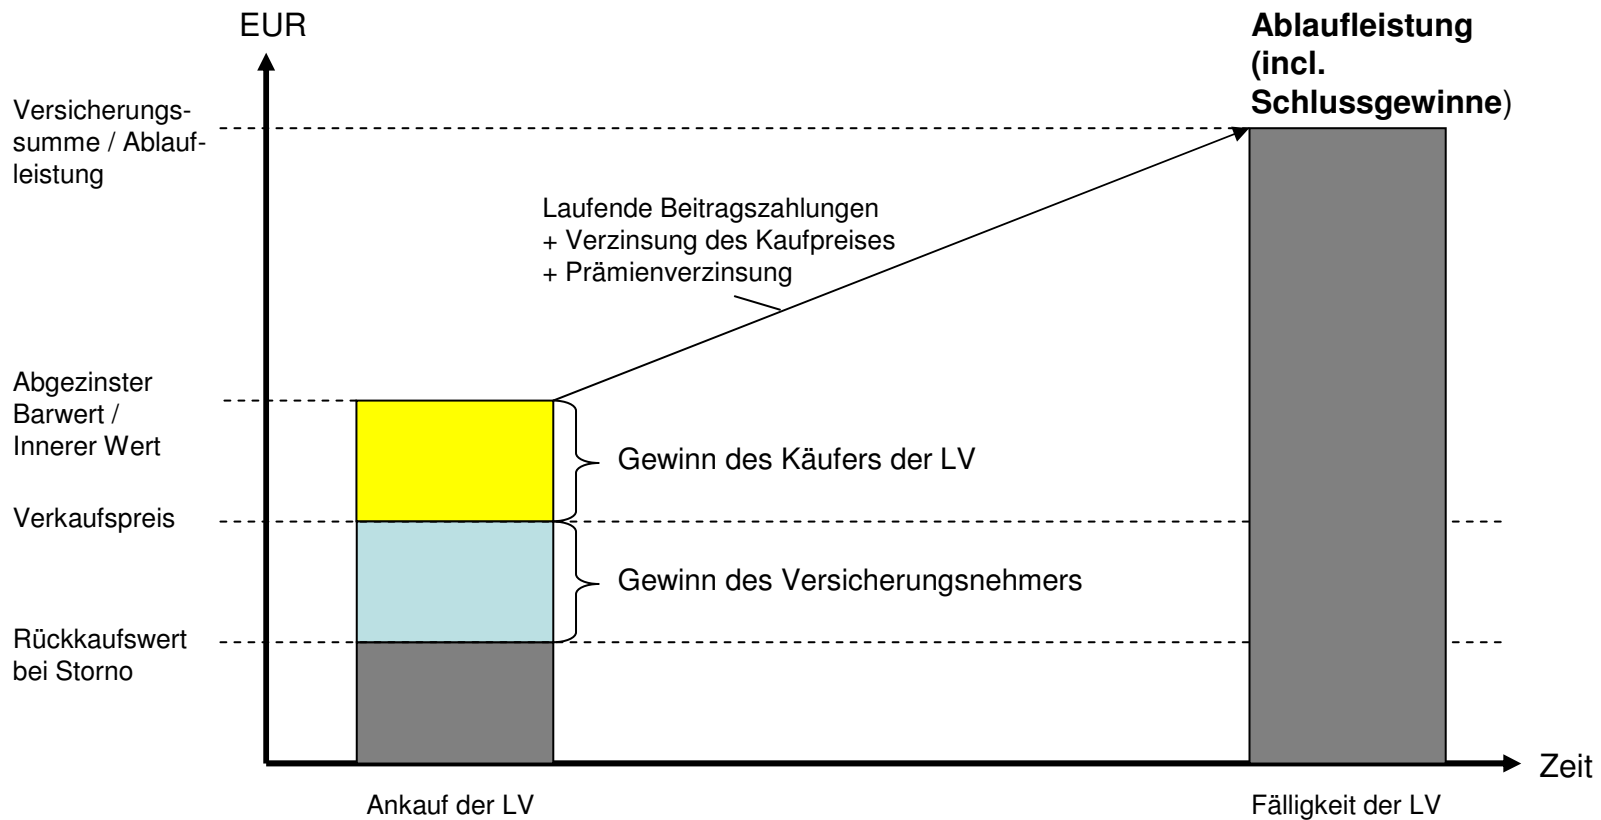 EUR
Ablaufleistung
(incl.
Schlussgewinne)
Versicherungs-
summe / Ablauf-
leistung
Laufende Beitragszahlungen
+ Verzinsung des Kaufpreises
+ Prämienverzinsung
Abgezinster
Barwert /
Innerer Wert
Gewinn des Käufers der LV
Verkaufspreis
Gewinn des Versicherungsnehmers
Rückkaufswert
bei Storno
Zeit
Ankauf der LV
Fälligkeit der LV